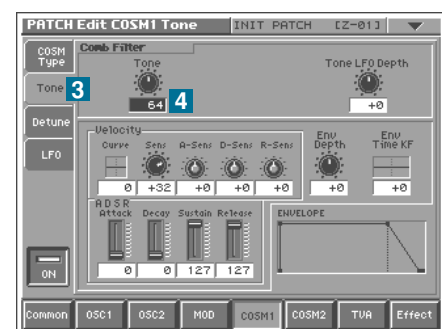 PATCH Edit COSM1 Tone INIT PATCH [Z-01]
COSM Type
Comb Filter
Tone Tone LFO Depth
Tone 3
64 4 +0
Detune
Velocity
Curve Sens A-Sens D-Sens R-Sens Env Depth Env Time KF
LFO
0 +32 +0 +0 +0 +0 +0
ADSR
Attack Decay Sustain Release ENVELOPE
0 0 127 127
ON
Common OSC1 OSC2 MOD COSM1 COSM2 TVA Effect